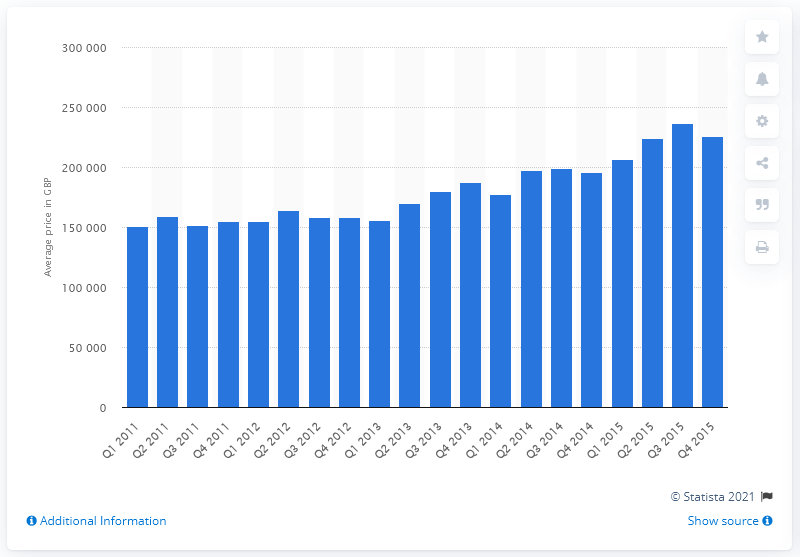 300 000
250 000
200 000
150 000
100 000
50 000
0
Average price in GBP
Q1 2011
Q2 2011
Q3 2011
Q4 2011
Q1 2012
Q2 2012
Q3 2012
Q4 2012
Q1 2013
Q2 2013
Q3 2013
Q4 2013
Q1 2014
Q2 2014
Q3 2014
Q4 2014
Q1 2015
Q2 2015
Q3 2015
Q4 2015
© Statista 2021
Additional Information
Show source